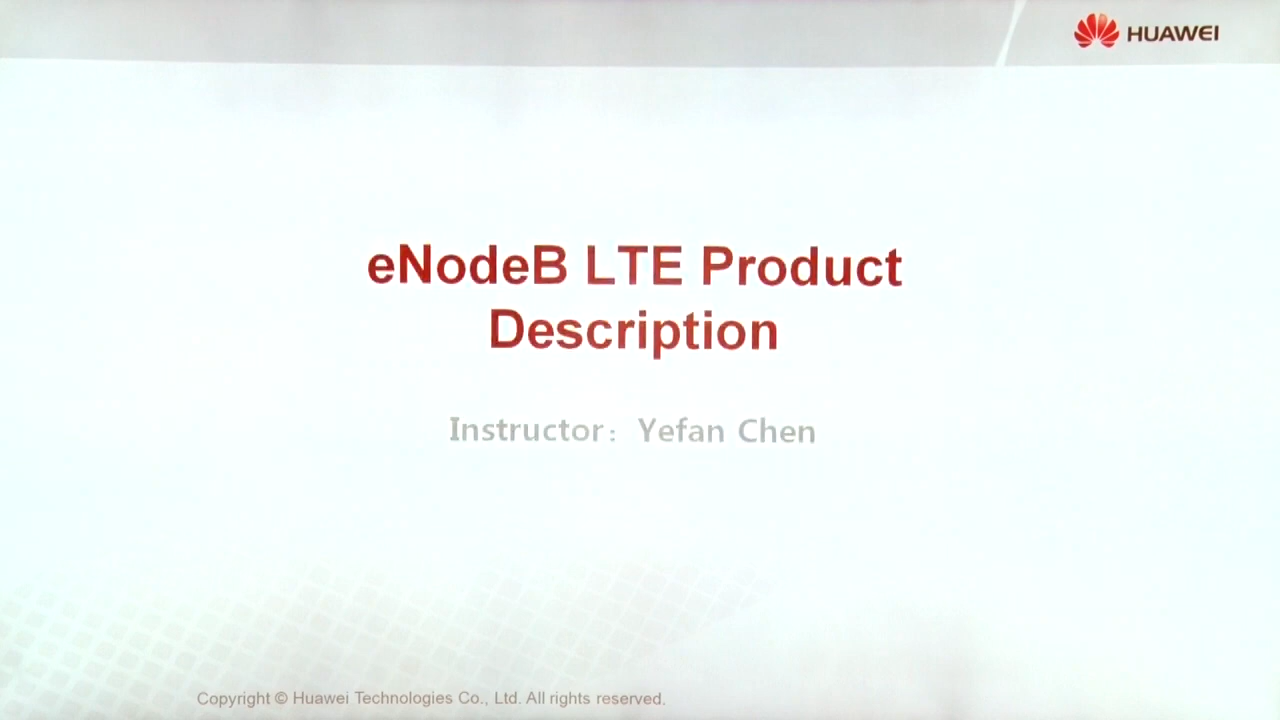 HUAWEI
eNodeB LTE Product
Description
Instructor： Yefan Chen
Copyright © Huawei Technologies Co., Ltd. All rights reserved.